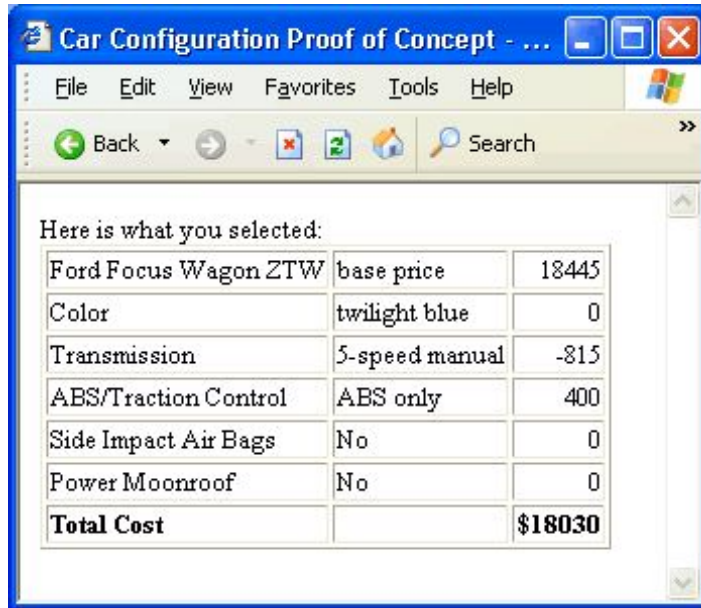 Car Configuration Proof of Concept - ...
File Edit View Favorites Tools Help
Back Search »
Here is what you selected:
Ford Focus Wagon ZTW base price 18445
Color twilight blue 0
Transmission 5-speed manual -815
ABS/Traction Control ABS only 400
Side Impact Air Bags No 0
Power Moonroof No 0
Total Cost $18030